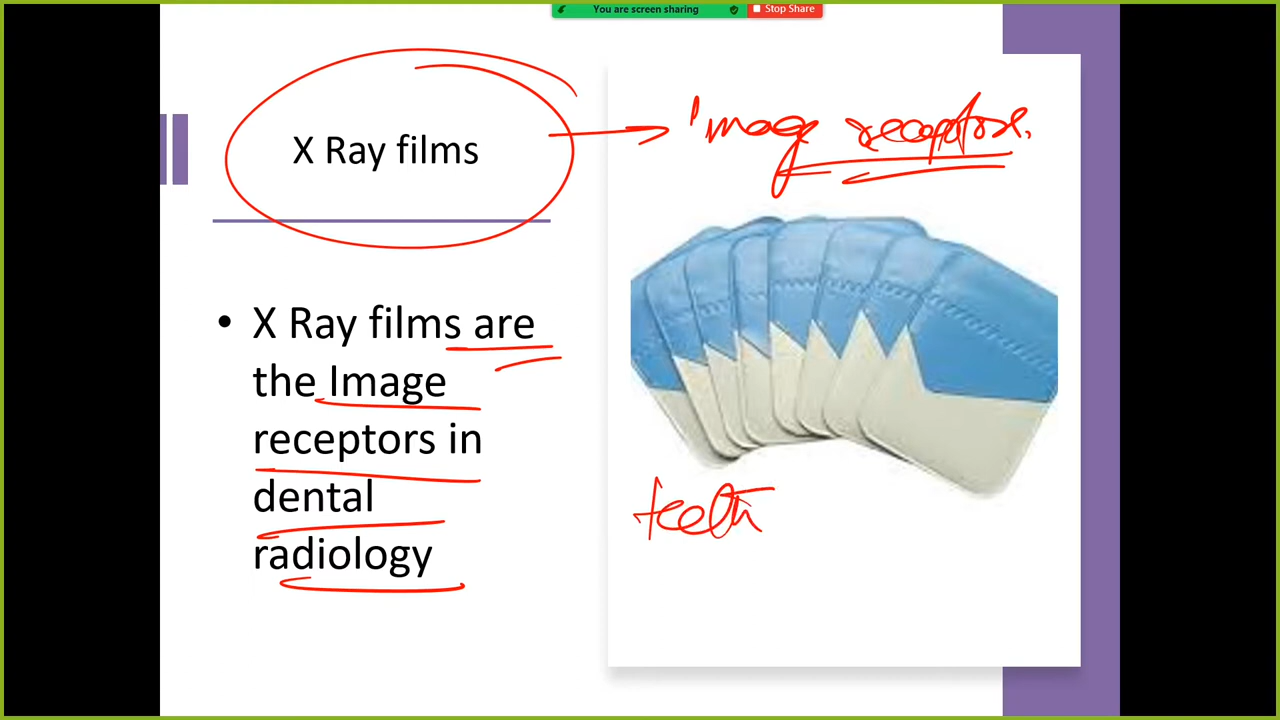 You are screen sharing Stop Share
X Ray films
Image receptors.
X Ray films are
the Image
receptors in
dental
radiology
teeth